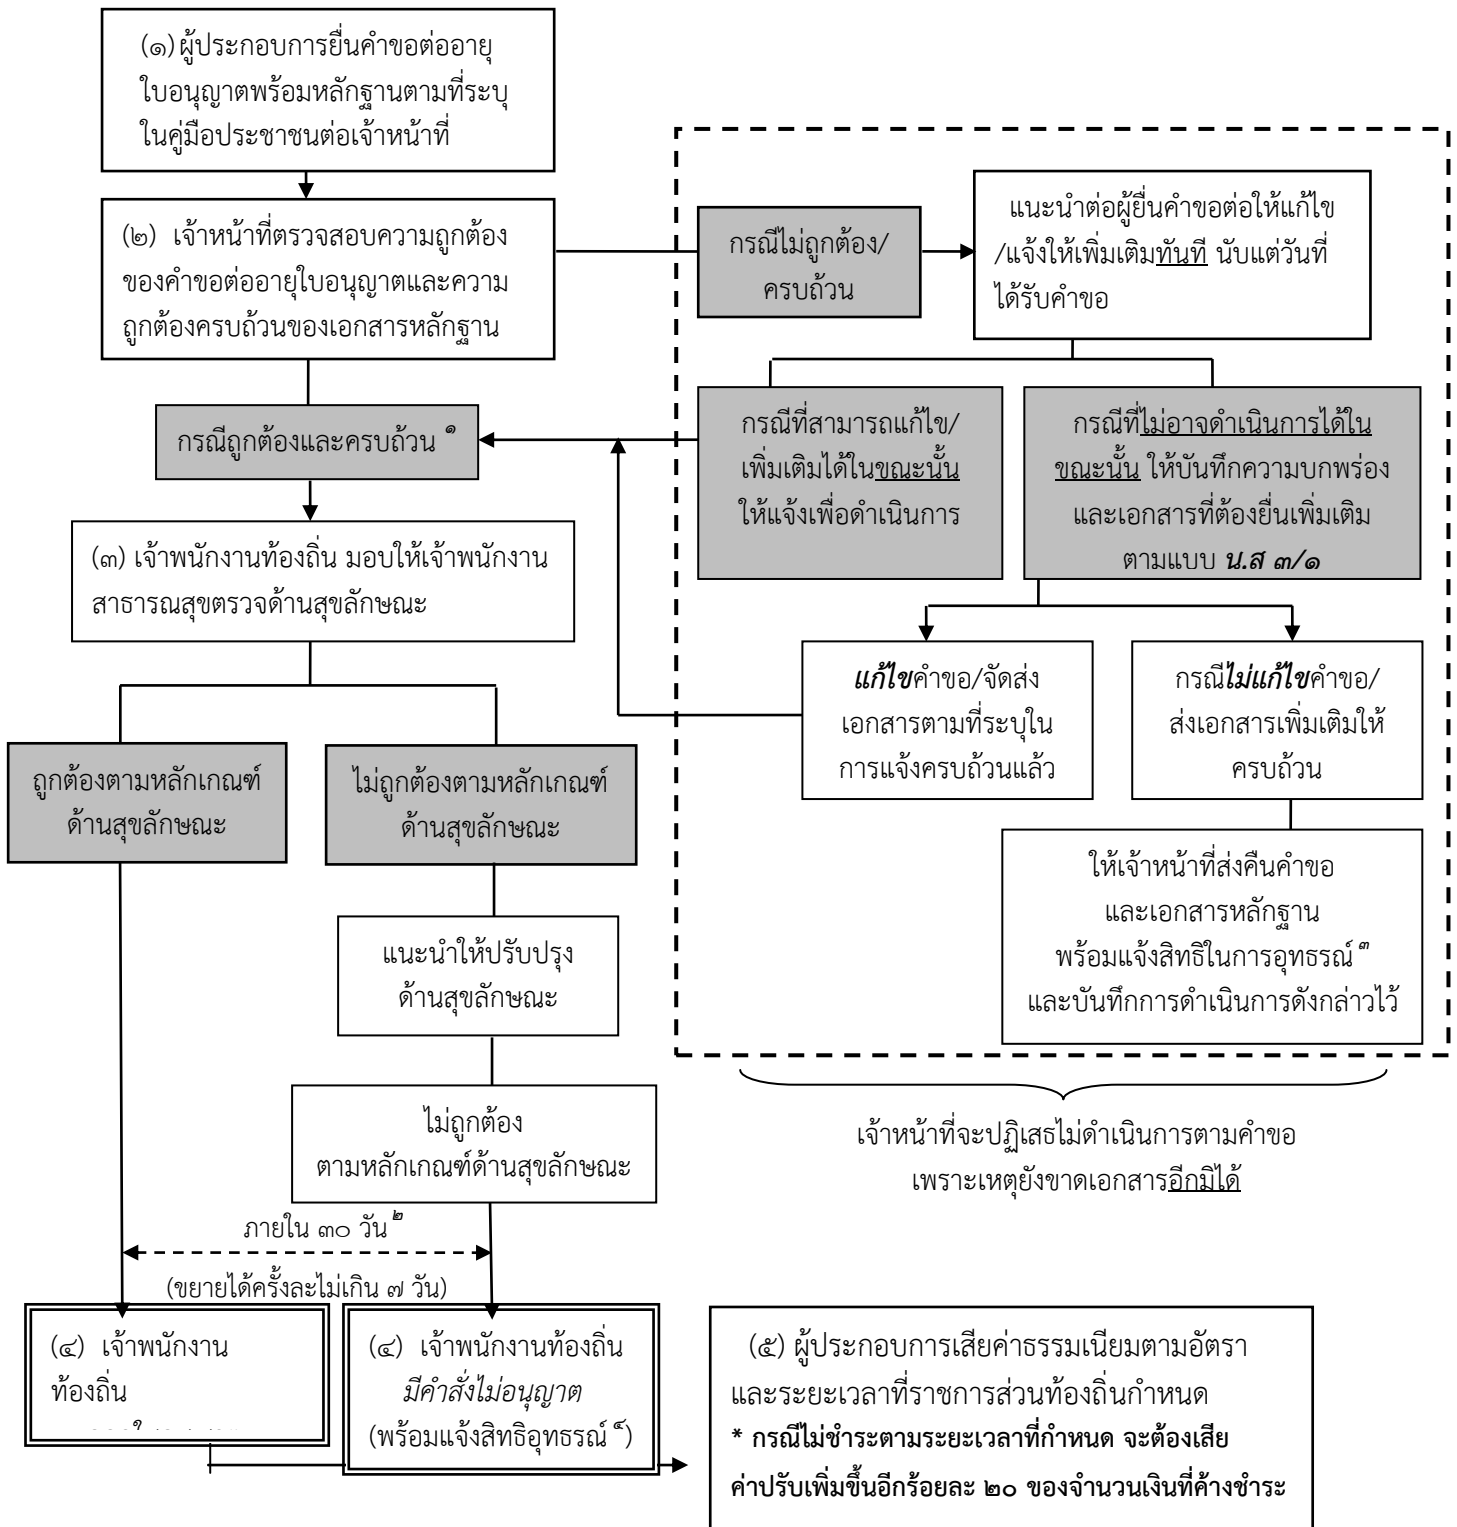 (๑) ผู้ประกอบการยื่นคำขอต่ออายุ
ใบอนุญาตพร้อมหลักฐานตามที่ระบุ
ในคู่มือประชาชนต่อเจ้าหน้าที่
(๒) เจ้าหน้าที่ตรวจสอบความถูกต้อง
ของคำขอต่ออายุใบอนุญาตและความ
ถูกต้องครบถ้วนของเอกสารหลักฐาน
กรณีไม่ถูกต้อง/
ครบถ้วน
แนะนำต่อผู้ยื่นคำขอต่อให้แก้ไข
/แจ้งให้เพิ่มเติมทันที นับแต่วันที่
ได้รับคำขอ
กรณีถูกต้องและครบถ้วน ๑
กรณีที่สามารถแก้ไข/
เพิ่มเติมได้ในขณะนั้น
ให้แจ้งเพื่อดำเนินการ
กรณีที่ไม่อาจดำเนินการได้ใน
ขณะนั้น ให้บันทึกความบกพร่อง
และเอกสารที่ต้องยื่นเพิ่มเติม
ตามแบบ น.ส ๓/๑
(๓) เจ้าพนักงานท้องถิ่น มอบให้เจ้าพนักงาน
สาธารณสุขตรวจด้านสุขลักษณะ
แก้ไขคำขอ/จัดส่ง
เอกสารตามที่ระบุใน
การแจ้งครบถ้วนแล้ว
กรณีไม่แก้ไขคำขอ/
ส่งเอกสารเพิ่มเติมให้
ครบถ้วน
ถูกต้องตามหลักเกณฑ์
ด้านสุขลักษณะ
ไม่ถูกต้องตามหลักเกณฑ์
ด้านสุขลักษณะ
ให้เจ้าหน้าที่ส่งคืนคำขอ
และเอกสารหลักฐาน
พร้อมแจ้งสิทธิในการอุทธรณ์ ๓
และบันทึกการดำเนินการดังกล่าวไว้
แนะนำให้ปรับปรุง
ด้านสุขลักษณะ
ไม่ถูกต้อง
ตามหลักเกณฑ์ด้านสุขลักษณะ
เจ้าหน้าที่จะปฏิเสธไม่ดำเนินการตามคำขอ
เพราะเหตุยังขาดเอกสารอีกมิได้
ภายใน ๓๐ วัน ๒
(ขยายได้ครั้งละไม่เกิน ๗ วัน)
(๔) เจ้าพนักงาน
ท้องถิ่น
(๔) เจ้าพนักงานท้องถิ่น
มีคำสั่งไม่อนุญาต
(พร้อมแจ้งสิทธิอุทธรณ์ ๕)
(๕) ผู้ประกอบการเสียค่าธรรมเนียมตามอัตรา
และระยะเวลาที่ราชการส่วนท้องถิ่นกำหนด
* กรณีไม่ชำระตามระยะเวลาที่กำหนด จะต้องเสีย
ค่าปรับเพิ่มขึ้นอีกร้อยละ ๒๐ ของจำนวนเงินที่ค้างชำระ